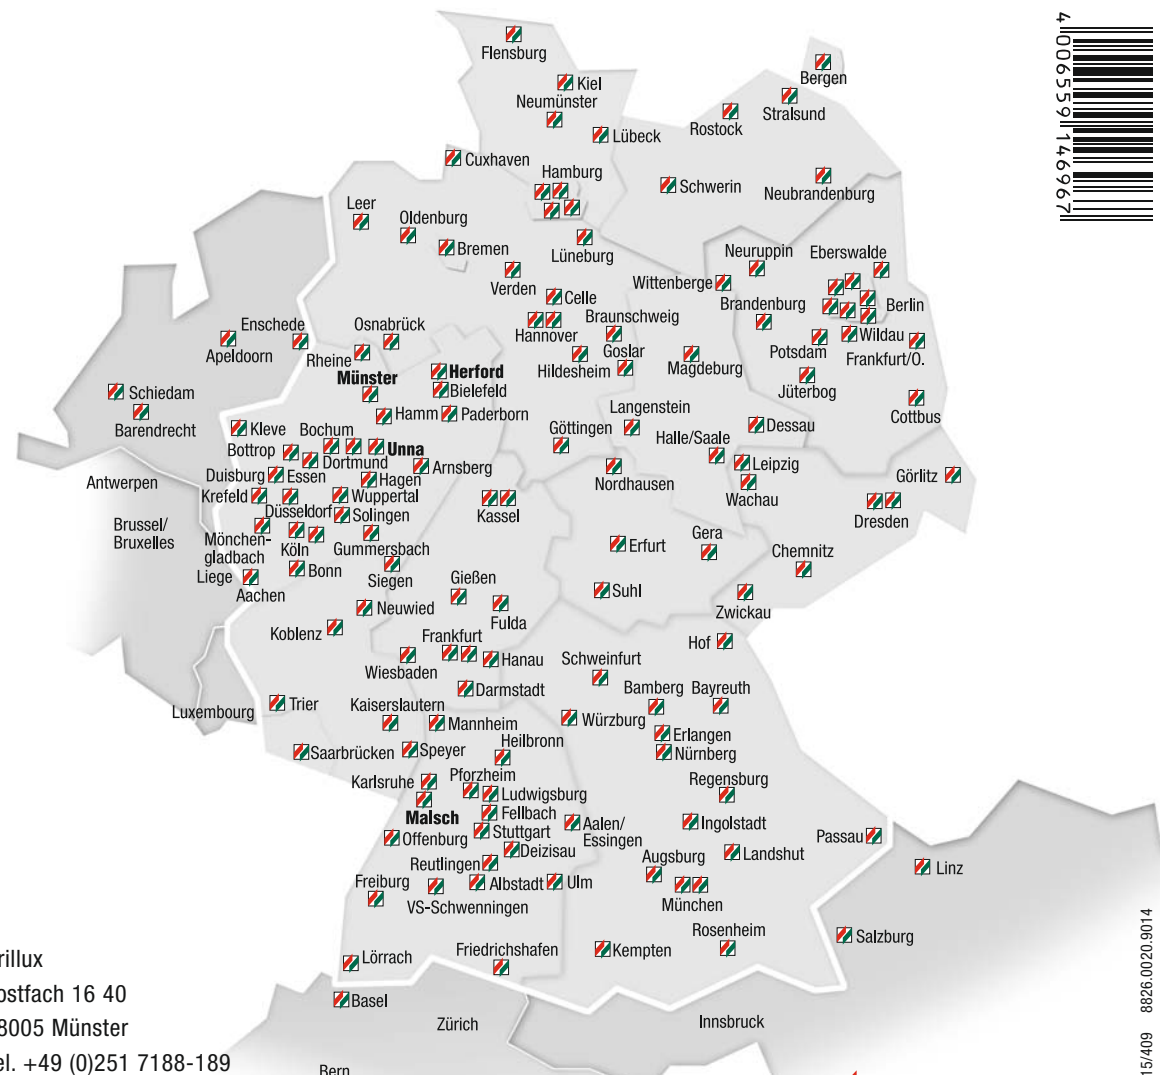 Flensburg
Bergen
Kiel
Neumünster
Stralsund
Rostock
Lübeck
Cuxhaven
Hamburg
Schwerin
Neubrandenburg
Leer
Oldenburg
Bremen
Lüneburg
Neuruppin
Eberswalde
Verden
Wittenberge
Celle
Brandenburg
Berlin
Braunschweig
Enschede
Osnabrück
Hannover
Wildau
Apeldoorn
Rheine
Goslar
Potsdam
Frankfurt/O.
Hildesheim
Magdeburg
Herford
Münster
Bielefeld
Jüterbog
Schiedam
Hamm
Paderborn
Langenstein
Cottbus
Barendrecht
Kleve
Bochum
Göttingen
Dessau
Halle/Saale
Bottrop
Unna
Dortmund
Arnsberg
Leipzig
Görlitz
Duisburg
Essen
Hagen
Nordhausen
Antwerpen
Krefeld
Wuppertal
Wachau
Düsseldorf
Kassel
Solingen
Dresden
Brussel/
Bruxelles
Mönchen-
gladbach
Köln
Gummersbach
Erfurt
Gera
Chemnitz
Liege
Bonn
Siegen
Aachen
Gießen
Suhl
Zwickau
Neuwied
Fulda
Koblenz
Frankfurt
Hof
Wiesbaden
Hanau
Schweinfurt
Darmstadt
Bamberg
Bayreuth
Luxembourg
Trier
Kaiserslautern
Mannheim
Würzburg
Erlangen
Heilbronn
Saarbrücken
Speyer
Nürnberg
Karlsruhe
Pforzheim
Regensburg
Ludwigsburg
Malsch
Fellbach
Offenburg
Stuttgart
Aalen/
Essingen
Ingolstadt
Passau
Deizisau
Landshut
Reutlingen
Augsburg
Linz
Freiburg
Albstadt
Ulm
VS-Schwenningen
München
Rosenheim
Salzburg
Friedrichshafen
Kempten
Lörrach
Basel
Zürich
Innsbruck
Bern
rillux
ostfach 16 40
8005 Münster
el. +49 (0)251 7188-189
4 006559 146967
15/409 8826.0020.9014